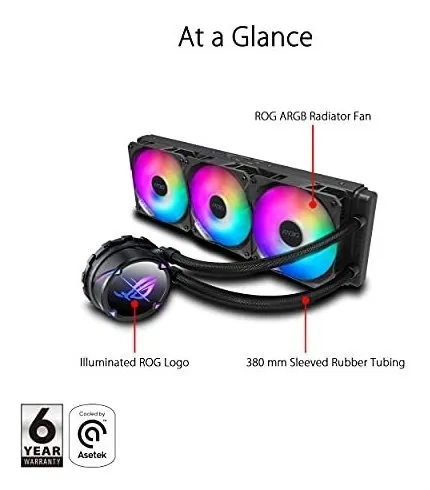 At a Glance
ROG ARGB Radiator Fan
Illuminated ROG Logo
380 mm Sleeved Rubber Tubing
6
YEAR
WARRANTY
Cooled by
Asetek